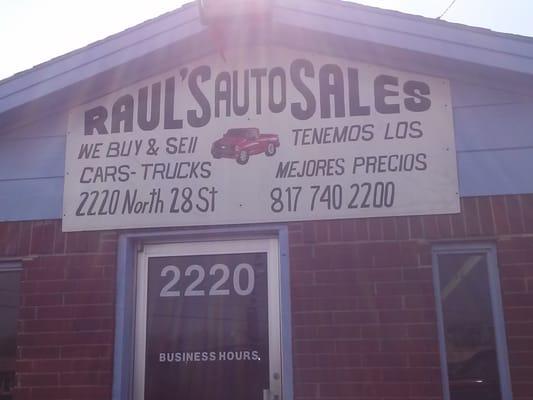 RAUL'S AUTO SALES
WE BUY & SELL
CARS-TRUCKS
2220 North 28 St
TENEMOS LOS
MEJORES PRECIOS
817 740 2200
2220
BUSINESS HOURS